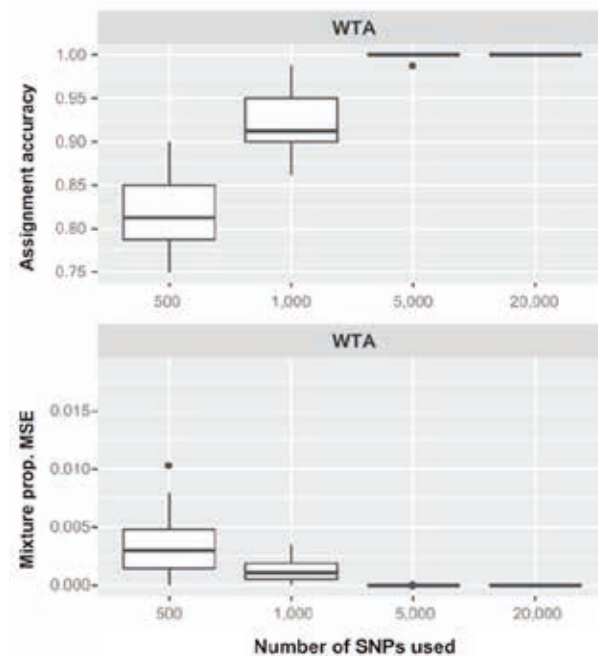 WTA
Assignment accuracy
1.00
0.95
0.90
0.85
0.80
0.75
500 1,000 5,000 20,000
WTA
Mixture prop. MSE
0.015
0.010
0.005
0.000
500 1,000 5,000 20,000
Number of SNPs used